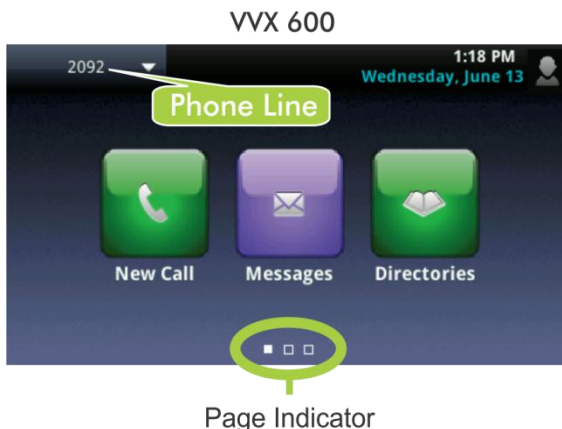 VVX 600
2092
1:18 PM
Wednesday, June 13
Phone Line
New Call
Messages
Directories
Page Indicator